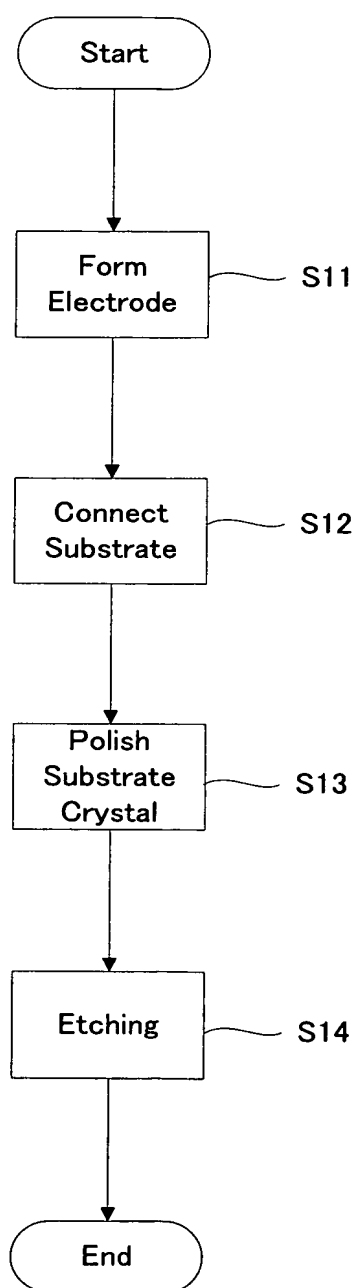 Start
Form
Electrode
S11
Connect
Substrate
S12
Polish
Substrate
Crystal
S13
Etching
S14
End